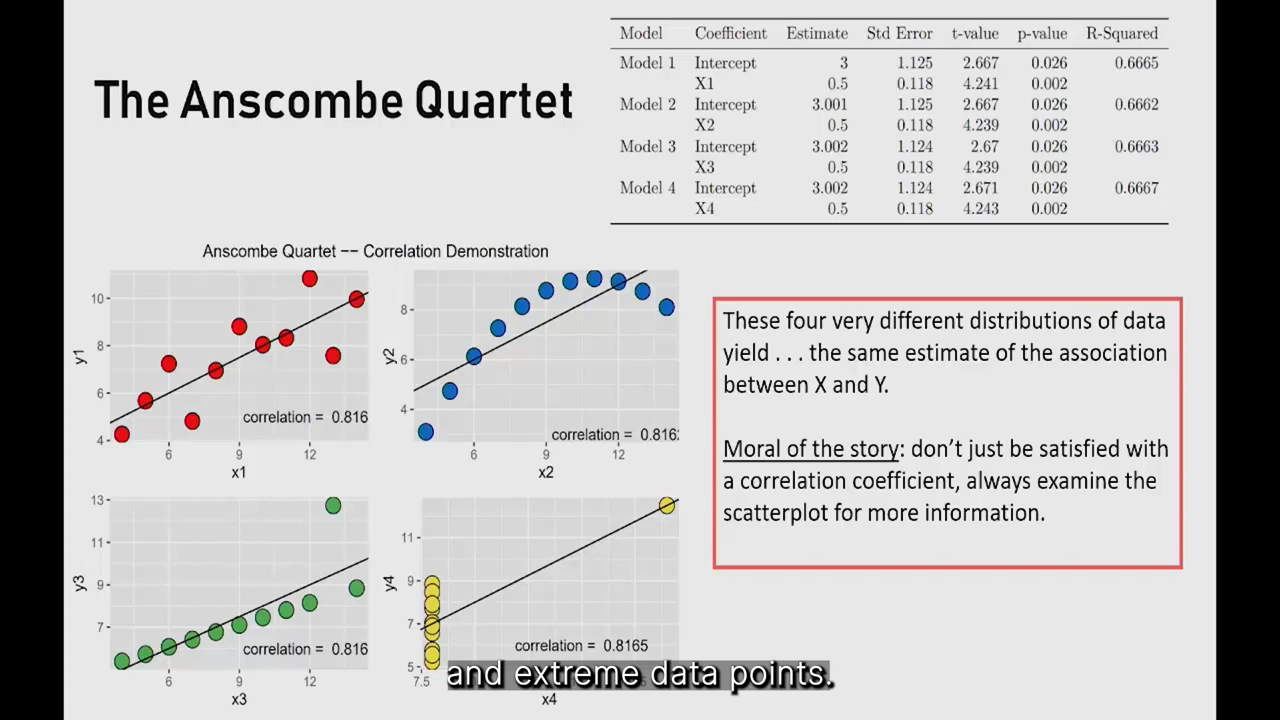 The Anscombe Quartet
Model Coefficient Estimate Std Error t-value p-value R-Squared
Model 1 Intercept 3 1.125 2.667 0.026 0.6665
X1 0.5 0.118 4.241 0.002
Model 2 Intercept 3.001 1.125 2.667 0.026 0.6662
X2 0.5 0.118 4.239 0.002
Model 3 Intercept 3.002 1.124 2.67 0.026 0.6663
X3 0.5 0.118 4.239 0.002
Model 4 Intercept 3.002 1.124 2.671 0.026 0.6667
X4 0.5 0.118 4.243 0.002
Anscombe Quartet −− Correlation Demonstration
10
8
6
4
y1
correlation = 0.816
6 9 12
x1
8
6
4
y2
correlation = 0.816
6 9 12
x2
13
11
9
7
y3
correlation = 0.816
6 9 12
x3
11
9
7
5
y4
correlation = 0.8165
7.5
x4
These four very different distributions of data
yield . . . the same estimate of the association
between X and Y.
Moral of the story: don’t just be satisfied with
a correlation coefficient, always examine the
scatterplot for more information.
and extreme data points.